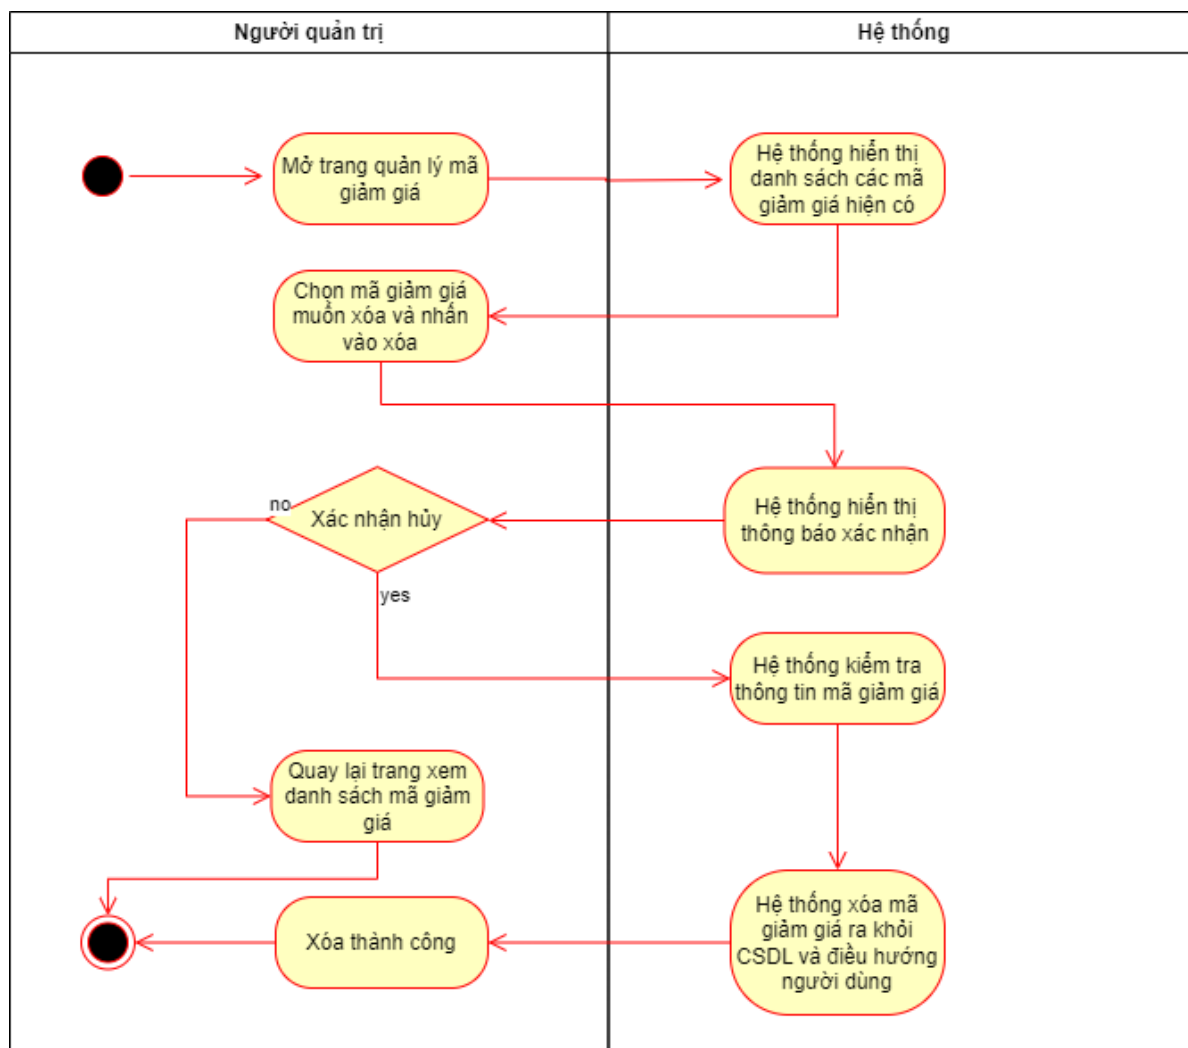 Người quản trị
Hệ thống
Mở trang quản lý mã
giảm giá
Hệ thống hiển thị
danh sách các mã
giảm giá hiện có
Chọn mã giảm giá
muốn xóa và nhấn
vào xóa
no
Xác nhận hủy
Hệ thống hiển thị
thông báo xác nhận
yes
Hệ thống kiểm tra
thông tin mã giảm giá
Quay lại trang xem
danh sách mã giảm
giá
Hệ thống xóa mã
giảm giá ra khỏi
CSDL và điều hướng
người dùng
Xóa thành công